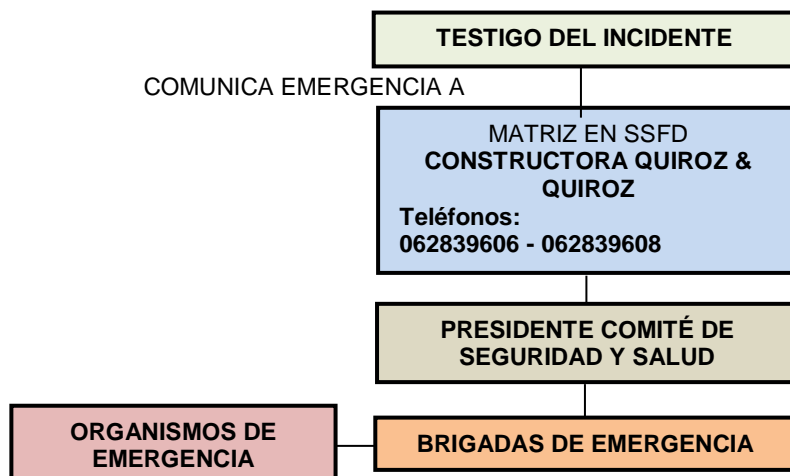 TESTIGO DEL INCIDENTE
COMUNICA EMERGENCIA A
MATRIZ EN SSFD
CONSTRUCTORA QUIROZ &
QUIROZ
Teléfonos:
062839606 - 062839608
PRESIDENTE COMITÉ DE
SEGURIDAD Y SALUD
ORGANISMOS DE
EMERGENCIA
BRIGADAS DE EMERGENCIA